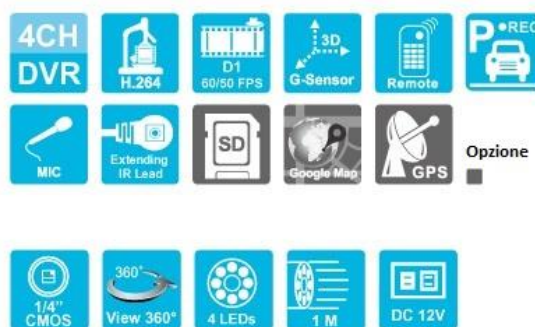 4CH
DVR
H.264
D1
60/50 FPS
3D
G-Sensor
Remote
P •REC
MIC
Extending
IR Lead
SD
Google Map
GPS
Opzione
1/4"
CMOS
360°
View 360°
4 LEDs
1 M
DC 12V